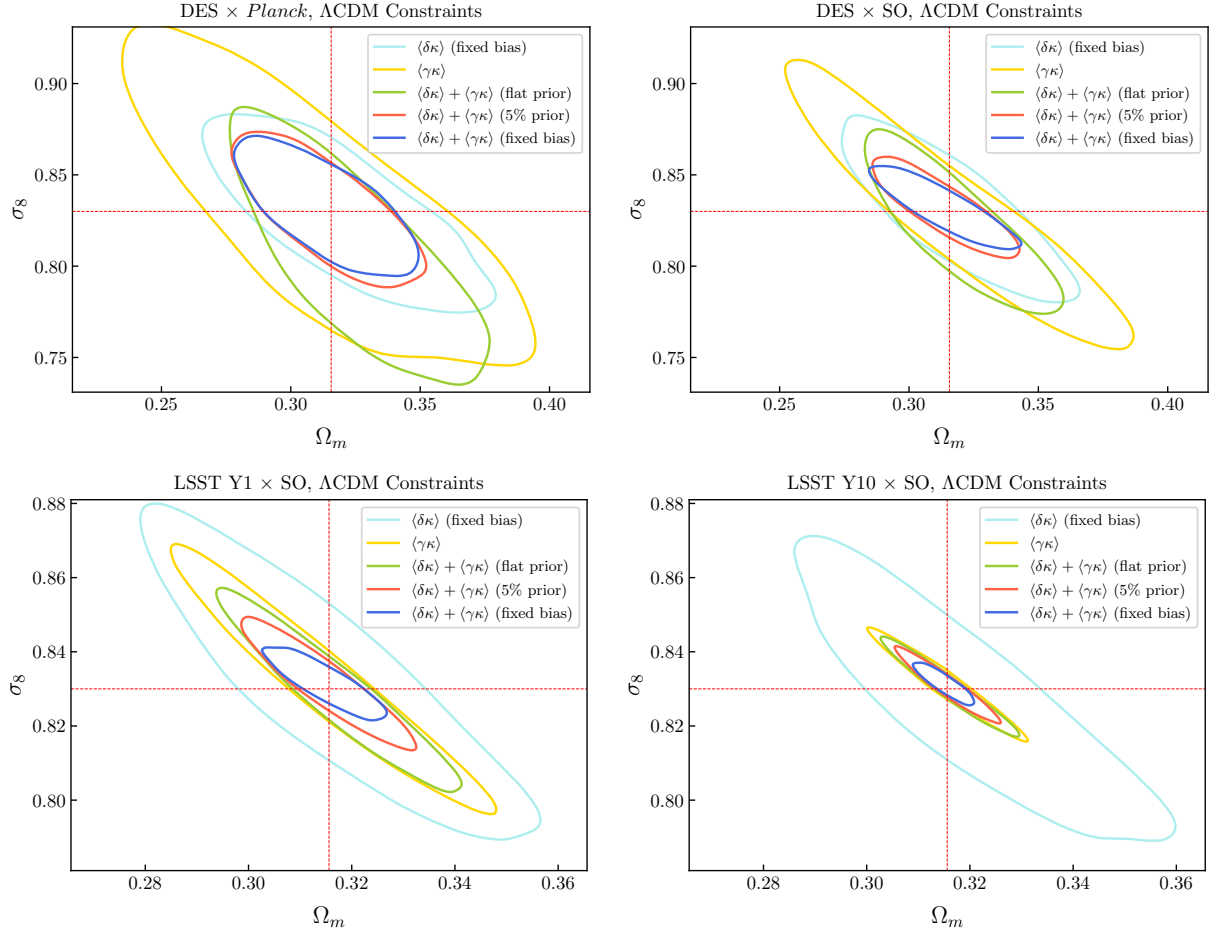 DES × Planck, ΛCDM Constraints
⟨δκ⟩ (fixed bias)
⟨γκ⟩
⟨δκ⟩ + ⟨γκ⟩ (flat prior)
⟨δκ⟩ + ⟨γκ⟩ (5% prior)
⟨δκ⟩ + ⟨γκ⟩ (fixed bias)
0.90
0.85
0.80
0.75
σ8
0.25 0.30 0.35 0.40
Ωm
DES × SO, ΛCDM Constraints
⟨δκ⟩ (fixed bias)
⟨γκ⟩
⟨δκ⟩ + ⟨γκ⟩ (flat prior)
⟨δκ⟩ + ⟨γκ⟩ (5% prior)
⟨δκ⟩ + ⟨γκ⟩ (fixed bias)
0.90
0.85
0.80
0.75
σ8
0.25 0.30 0.35 0.40
Ωm
LSST Y1 × SO, ΛCDM Constraints
⟨δκ⟩ (fixed bias)
⟨γκ⟩
⟨δκ⟩ + ⟨γκ⟩ (flat prior)
⟨δκ⟩ + ⟨γκ⟩ (5% prior)
⟨δκ⟩ + ⟨γκ⟩ (fixed bias)
0.88
0.86
0.84
0.82
0.80
σ8
0.28 0.30 0.32 0.34 0.36
Ωm
LSST Y10 × SO, ΛCDM Constraints
⟨δκ⟩ (fixed bias)
⟨γκ⟩
⟨δκ⟩ + ⟨γκ⟩ (flat prior)
⟨δκ⟩ + ⟨γκ⟩ (5% prior)
⟨δκ⟩ + ⟨γκ⟩ (fixed bias)
0.88
0.86
0.84
0.82
0.80
σ8
0.28 0.30 0.32 0.34 0.36
Ωm